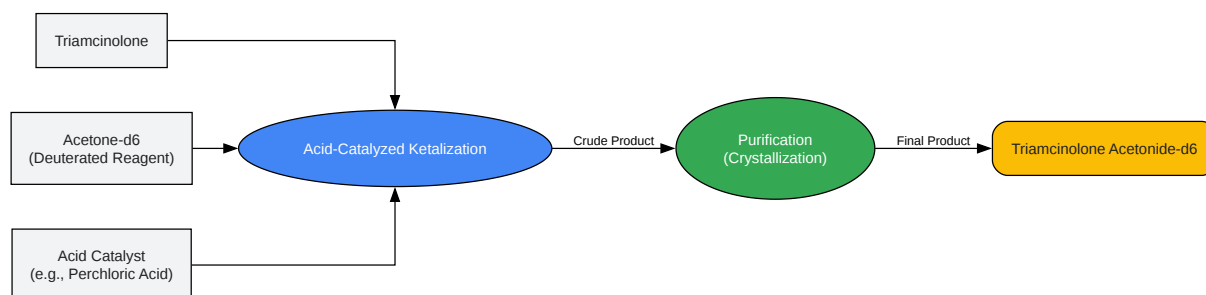 Triamcinolone
Acetone-d6
(Deuterated Reagent)
Acid Catalyst
(e.g., Perchloric Acid)
Acid-Catalyzed Ketalization
Crude Product
Purification
(Crystallization)
Final Product
Triamcinolone Acetonide-d6